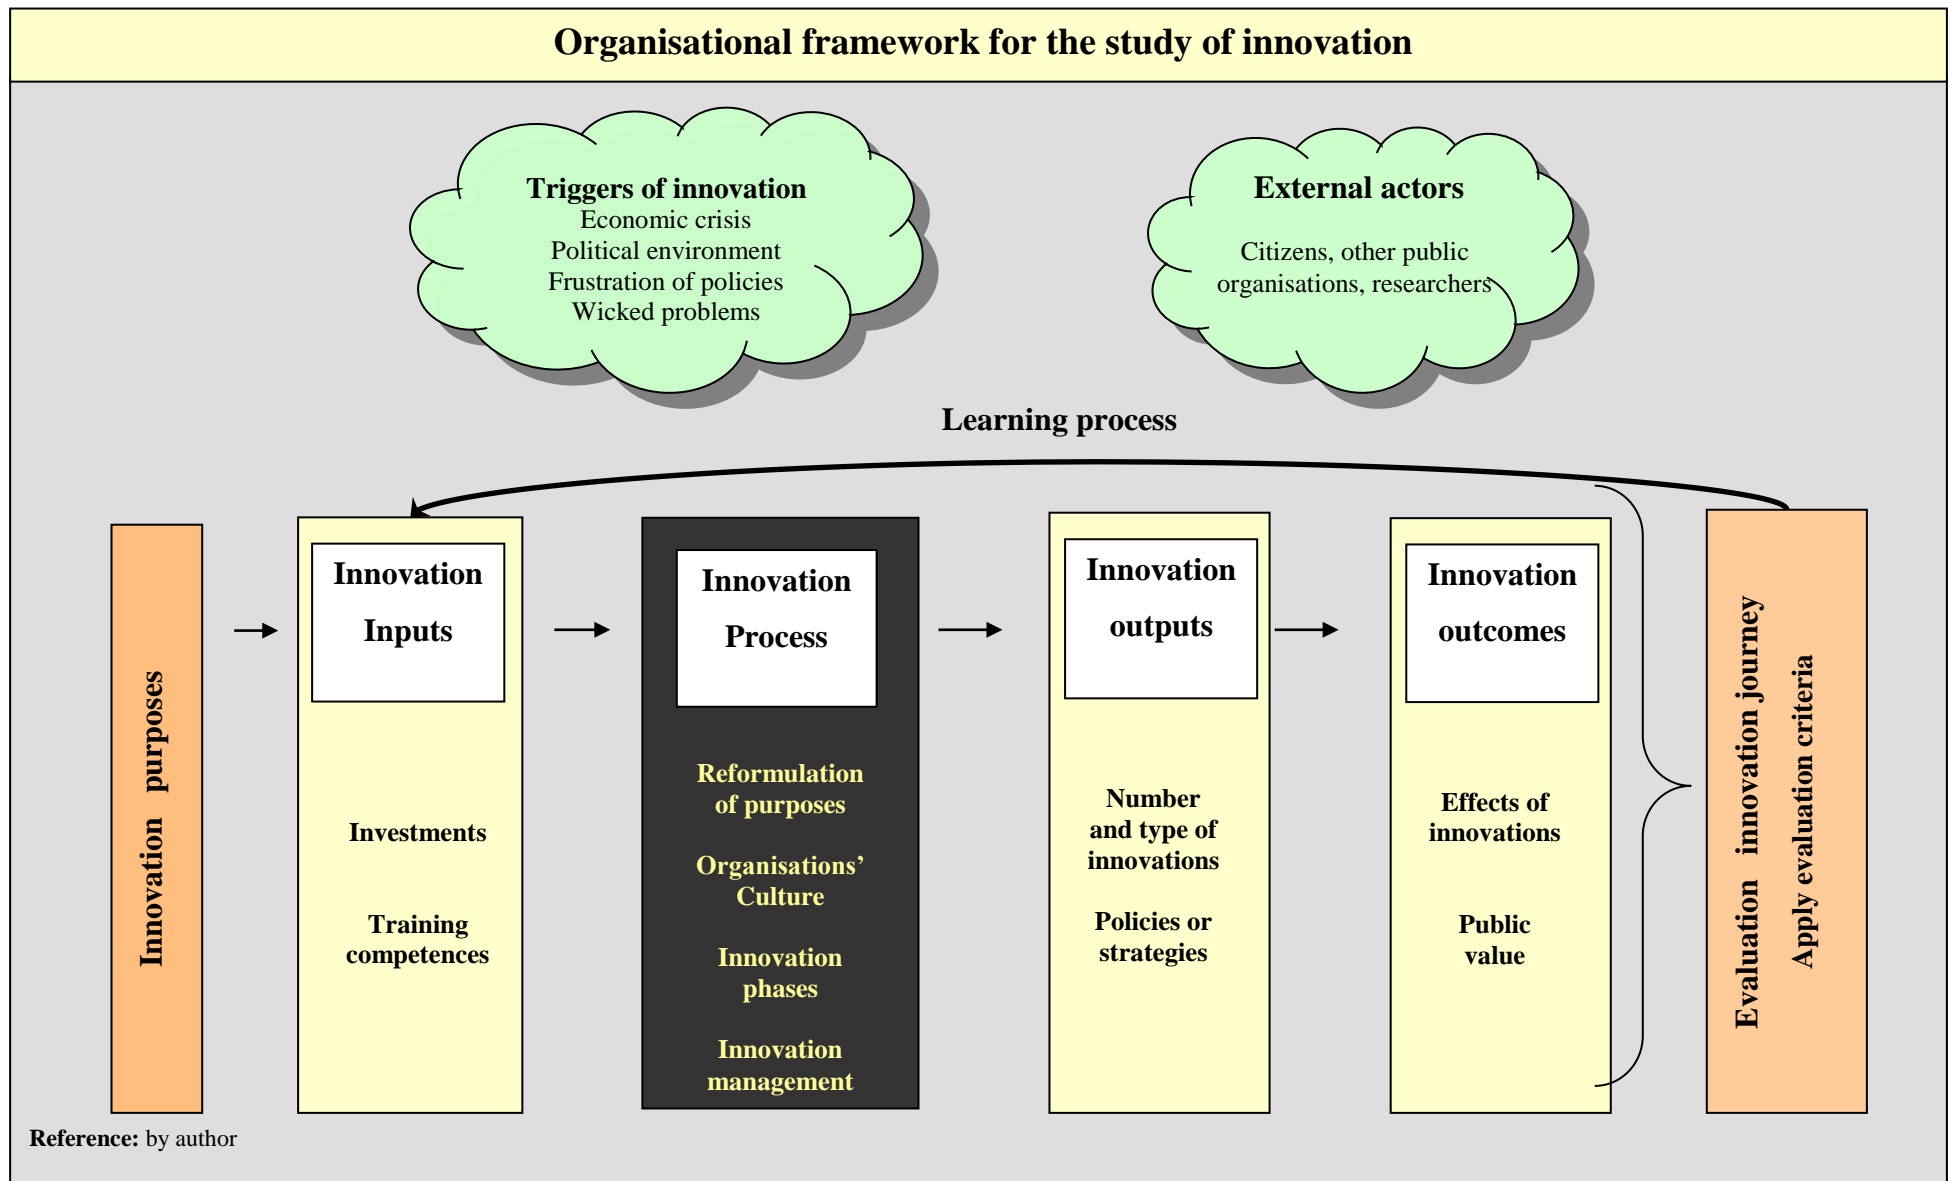 Organisational framework for the study of innovation
Triggers of innovation
Economic crisis
Political environment
Frustration of policies
Wicked problems
External actors
Citizens, other public
organisations, researchers
Learning process
Innovation purposes
Innovation
Inputs
Investments
Training
competences
Innovation
Process
Reformulation
of purposes
Organisations’
Culture
Innovation
phases
Innovation
management
Innovation
outputs
Number
and type of
innovations
Policies or
strategies
Innovation
outcomes
Effects of
innovations
Public
value
Evaluation innovation journey
Apply evaluation criteria
Reference: by author